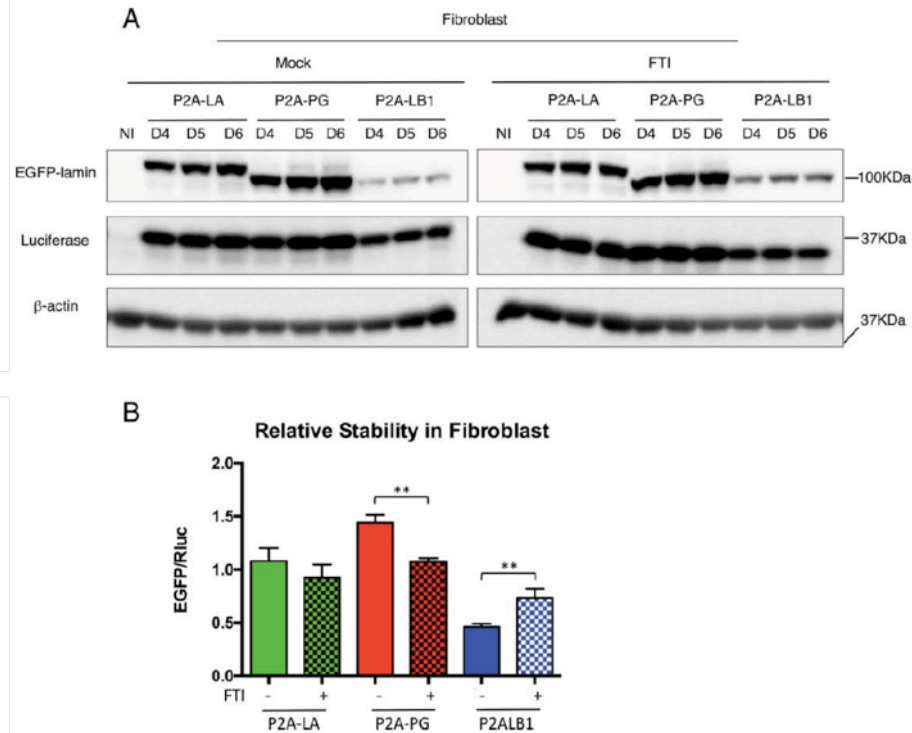 A
Fibroblast
Mock FTI
P2A-LA P2A-PG P2A-LB1 P2A-LA P2A-PG P2A-LB1
NI D4 D5 D6 D4 D5 D6 D4 D5 D6 NI D4 D5 D6 D4 D5 D6 D4 D5 D6
EGFP-lamin 100KDa
Luciferase 37KDa
β-actin 37KDa
B
Relative Stability in Fibroblast
2.0
**
1.5
EGFP/Rluc
1.0
**
0.5
0.0
FTI - + - + - +
P2A-LA P2A-PG P2ALB1